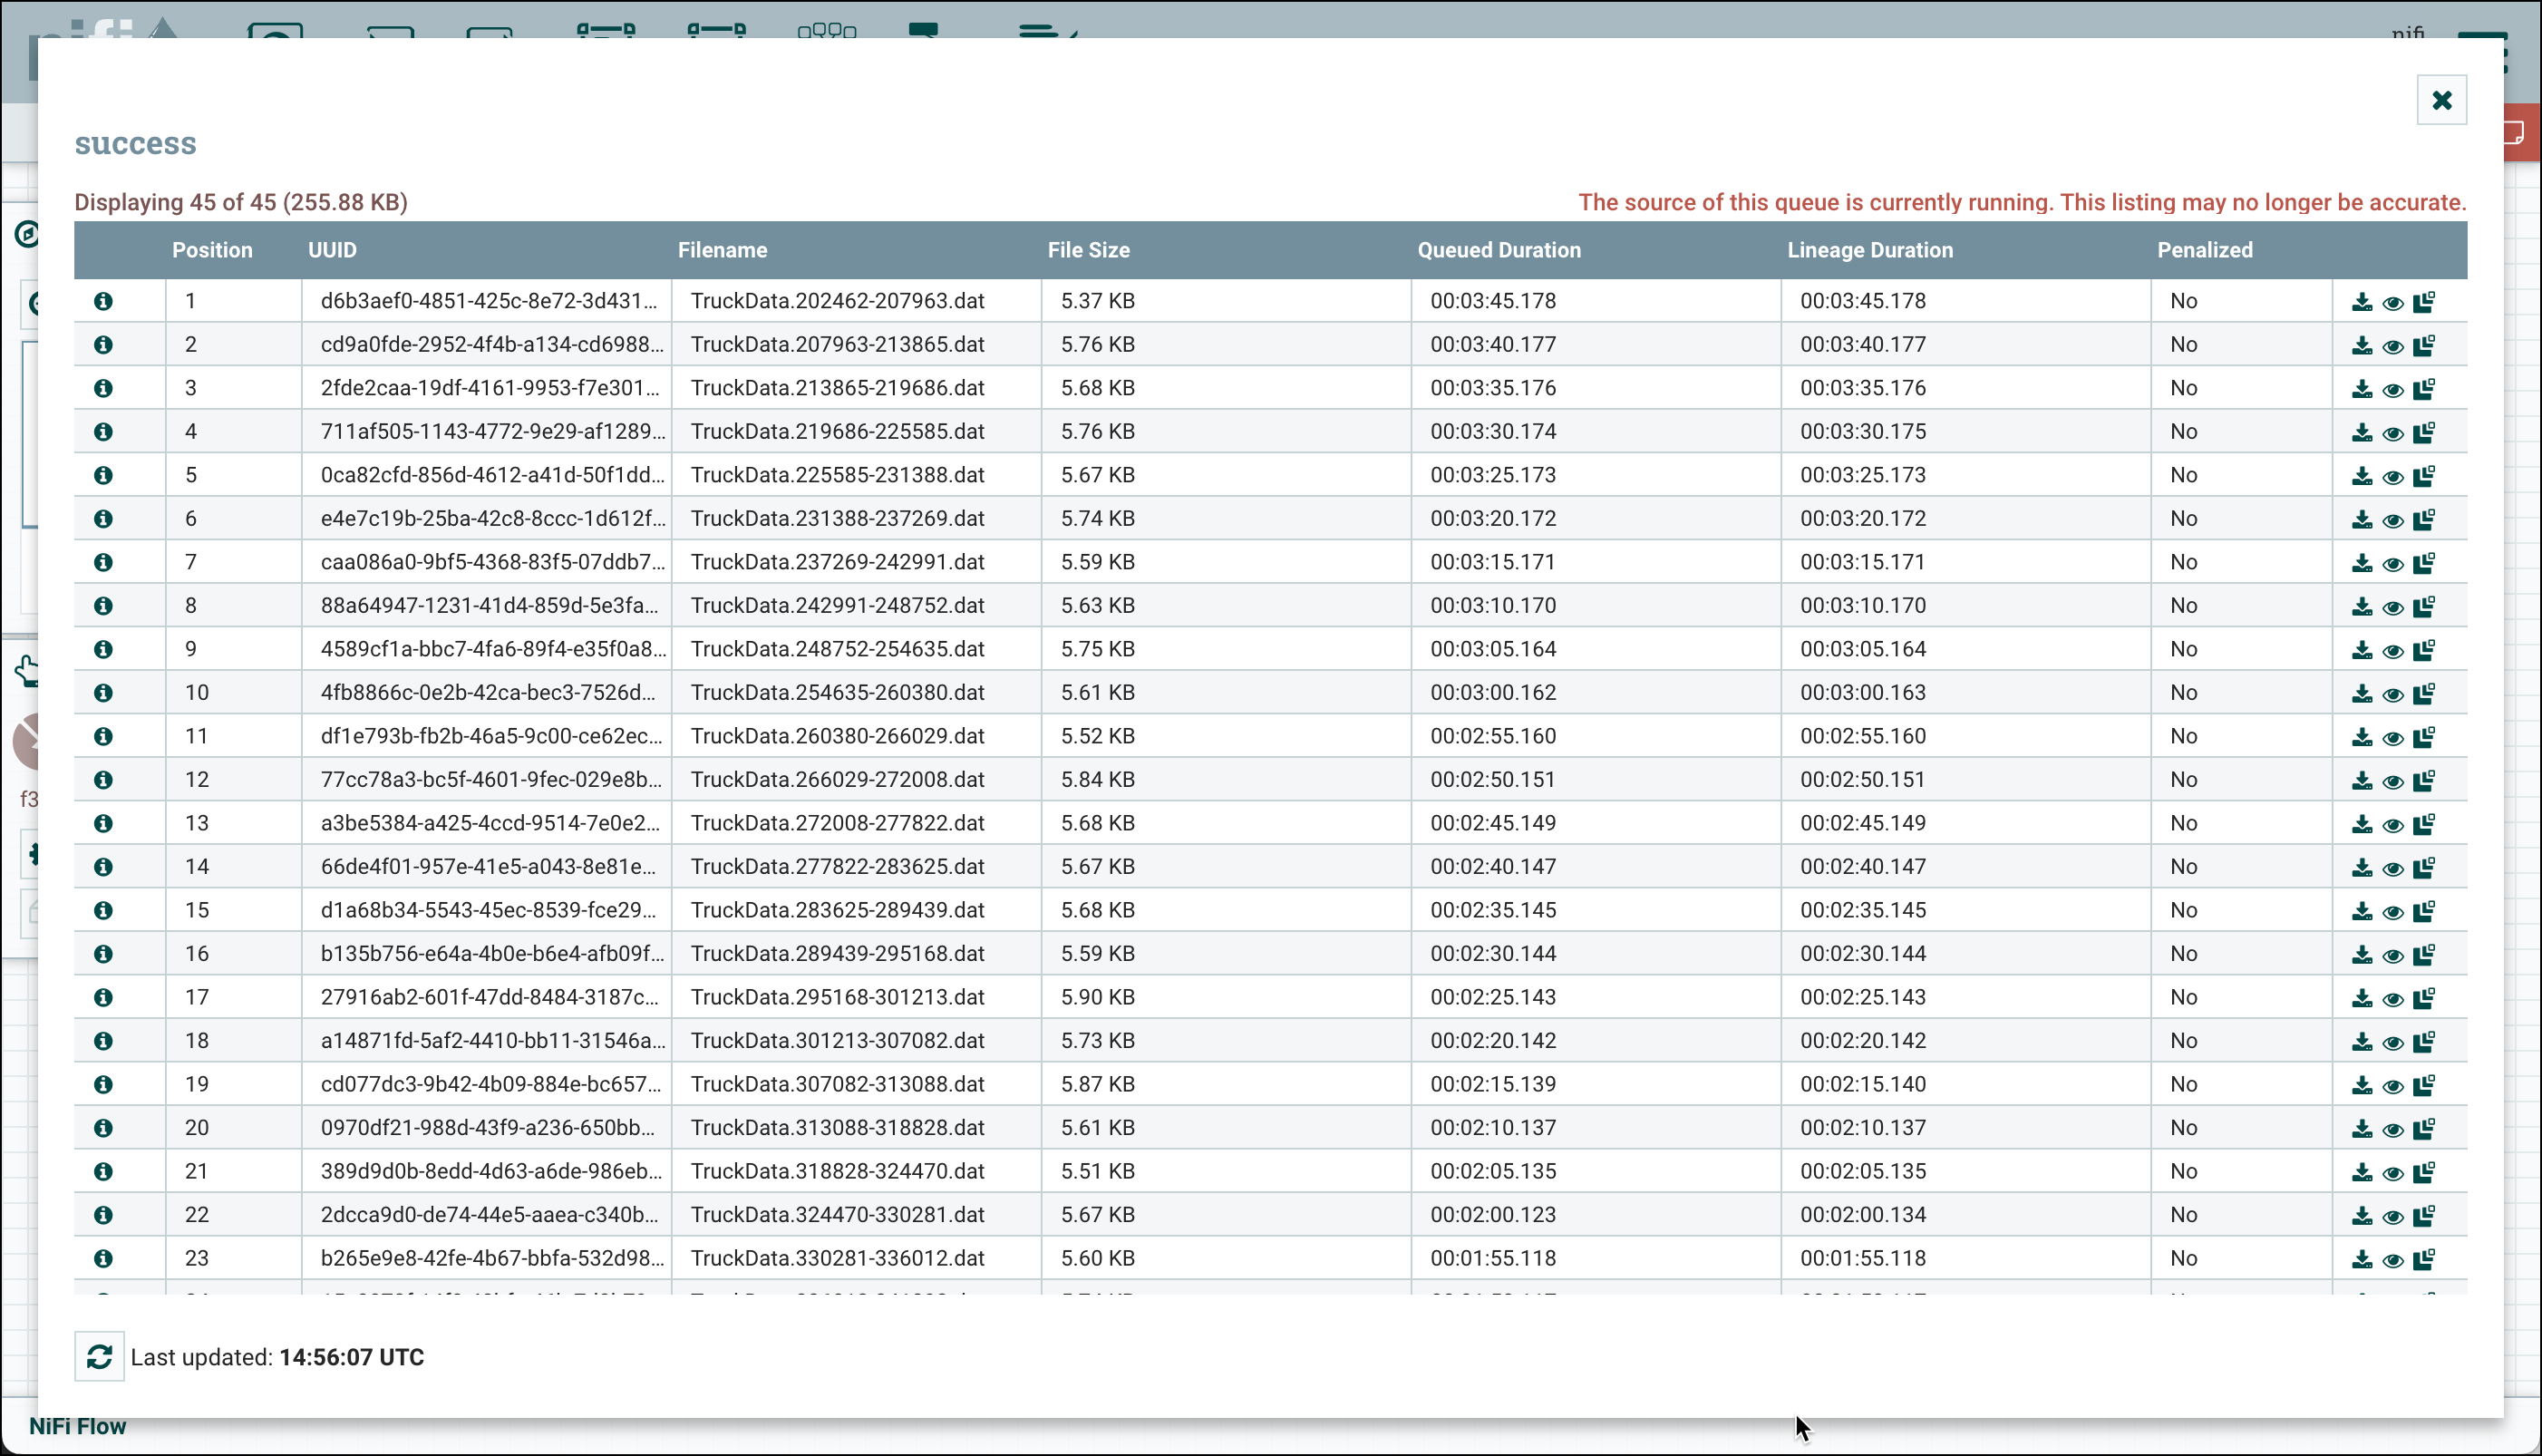 nifi
nifi
success
Displaying 45 of 45 (255.88 KB)
The source of this queue is currently running. This listing may no longer be accurate.
Position UUID Filename File Size Queued Duration Lineage Duration Penalized
1 d6b3aef0-4851-425c-8e72-3d431... TruckData.202462-207963.dat 5.37 KB 00:03:45.178 00:03:45.178 No
2 cd9a0fde-2952-4f4b-a134-cd6988... TruckData.207963-213865.dat 5.76 KB 00:03:40.177 00:03:40.177 No
3 2fde2caa-19df-4161-9953-f7e301... TruckData.213865-219686.dat 5.68 KB 00:03:35.176 00:03:35.176 No
4 711af505-1143-4772-9e29-af1289... TruckData.219686-225585.dat 5.76 KB 00:03:30.174 00:03:30.175 No
5 0ca82cfd-856d-4612-a41d-50f1dd... TruckData.225585-231388.dat 5.67 KB 00:03:25.173 00:03:25.173 No
6 e4e7c19b-25ba-42c8-8ccc-1d612f... TruckData.231388-237269.dat 5.74 KB 00:03:20.172 00:03:20.172 No
7 caa086a0-9bf5-4368-83f5-07ddb7... TruckData.237269-242991.dat 5.59 KB 00:03:15.171 00:03:15.171 No
8 88a64947-1231-41d4-859d-5e3fa... TruckData.242991-248752.dat 5.63 KB 00:03:10.170 00:03:10.170 No
9 4589cf1a-bbc7-4fa6-89f4-e35f0a8... TruckData.248752-254635.dat 5.75 KB 00:03:05.164 00:03:05.164 No
10 4fb8866c-0e2b-42ca-bec3-7526d... TruckData.254635-260380.dat 5.61 KB 00:03:00.162 00:03:00.163 No
11 df1e793b-fb2b-46a5-9c00-ce62ec... TruckData.260380-266029.dat 5.52 KB 00:02:55.160 00:02:55.160 No
12 77cc78a3-bc5f-4601-9fec-029e8b... TruckData.266029-272008.dat 5.84 KB 00:02:50.151 00:02:50.151 No
13 a3be5384-a425-4ccd-9514-7e0e2... TruckData.272008-277822.dat 5.68 KB 00:02:45.149 00:02:45.149 No
14 66de4f01-957e-41e5-a043-8e81e... TruckData.277822-283625.dat 5.67 KB 00:02:40.147 00:02:40.147 No
15 d1a68b34-5543-45ec-8539-fce29... TruckData.283625-289439.dat 5.68 KB 00:02:35.145 00:02:35.145 No
16 b135b756-e64a-4b0e-b6e4-afb09f... TruckData.289439-295168.dat 5.59 KB 00:02:30.144 00:02:30.144 No
17 27916ab2-601f-47dd-8484-3187c... TruckData.295168-301213.dat 5.90 KB 00:02:25.143 00:02:25.143 No
18 a14871fd-5af2-4410-bb11-31546a... TruckData.301213-307082.dat 5.73 KB 00:02:20.142 00:02:20.142 No
19 cd077dc3-9b42-4b09-884e-bc657... TruckData.307082-313088.dat 5.87 KB 00:02:15.139 00:02:15.140 No
20 0970df21-988d-43f9-a236-650bb... TruckData.313088-318828.dat 5.61 KB 00:02:10.137 00:02:10.137 No
21 389d9d0b-8edd-4d63-a6de-986eb... TruckData.318828-324470.dat 5.51 KB 00:02:05.135 00:02:05.135 No
22 2dcca9d0-de74-44e5-aaea-c340b... TruckData.324470-330281.dat 5.67 KB 00:02:00.123 00:02:00.134 No
23 b265e9e8-42fe-4b67-bbfa-532d98... TruckData.330281-336012.dat 5.60 KB 00:01:55.118 00:01:55.118 No
f3
Last updated: 14:56:07 UTC
NiFi Flow